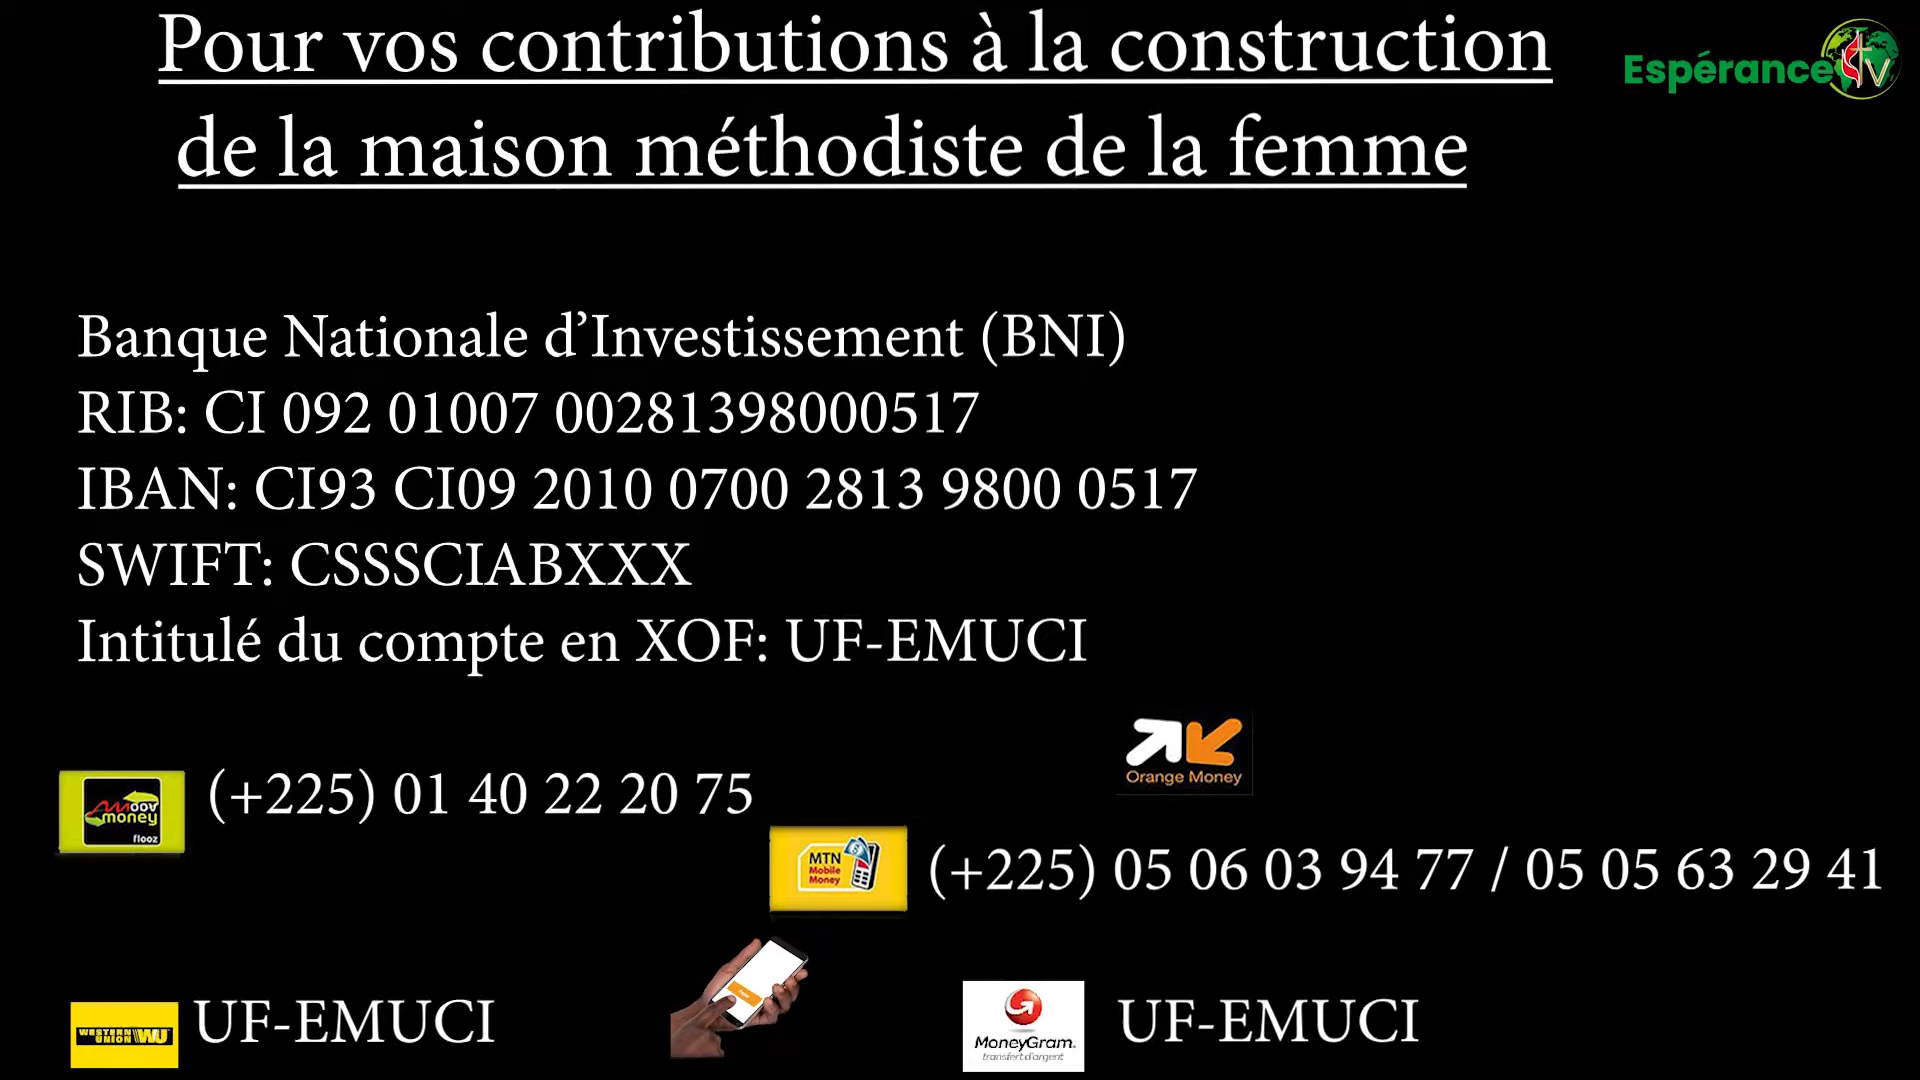 Pour vos contributions à la construction
de la maison méthodiste de la femme
Espérance tv
Banque Nationale d’Investissement (BNI)
RIB: CI 092 01007 00281398000517
IBAN: CI93 CI09 2010 0700 2813 9800 0517
SWIFT: CSSSCIABXXX
Intitulé du compte en XOF: UF-EMUCI
Orange Money
moov
money
flooz
(+225) 01 40 22 20 75
MTN
Mobile
Money
(+225) 05 06 03 94 77 / 05 05 63 29 41
WESTERN
UNION WU
UF-EMUCI
MoneyGram.
transfert d'argent
UF-EMUCI